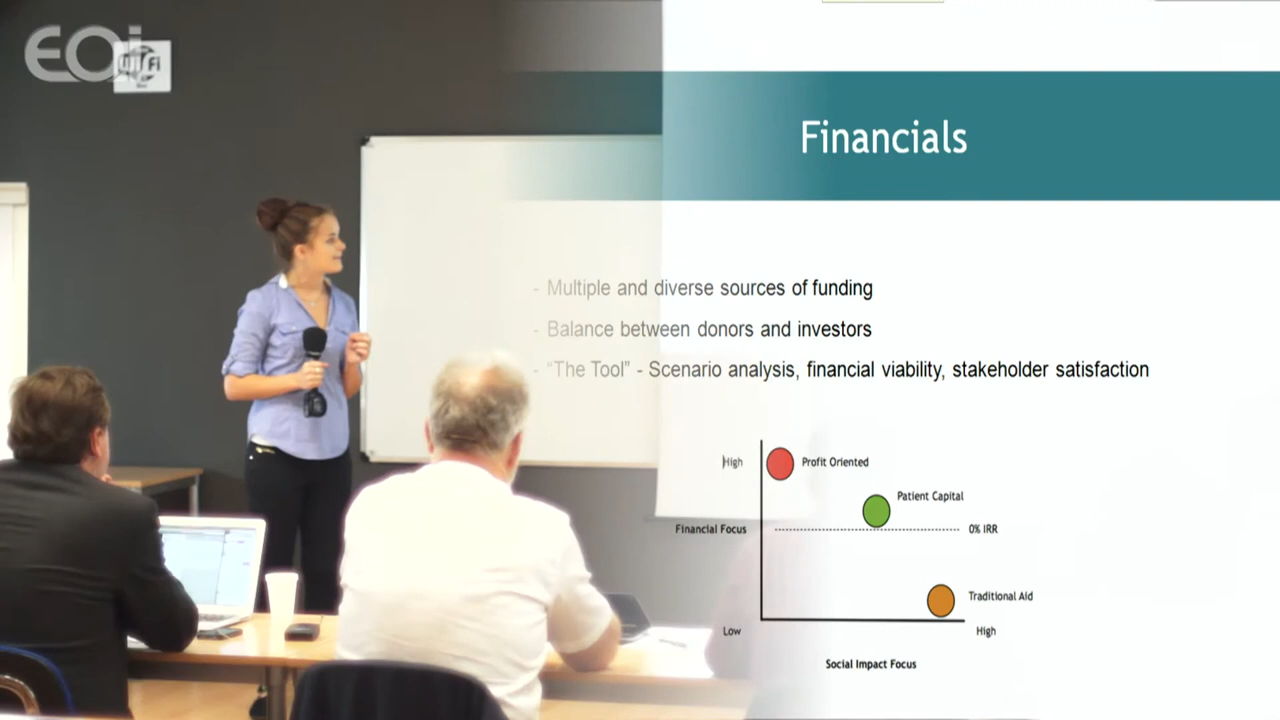 EOi
WiFi
Financials
- Multiple and diverse sources of funding
- Balance between donors and investors
- “The Tool” - Scenario analysis, financial viability, stakeholder satisfaction
High
Profit Oriented
Patient Capital
Financial Focus
0% IRR
Traditional Aid
Low
High
Social Impact Focus